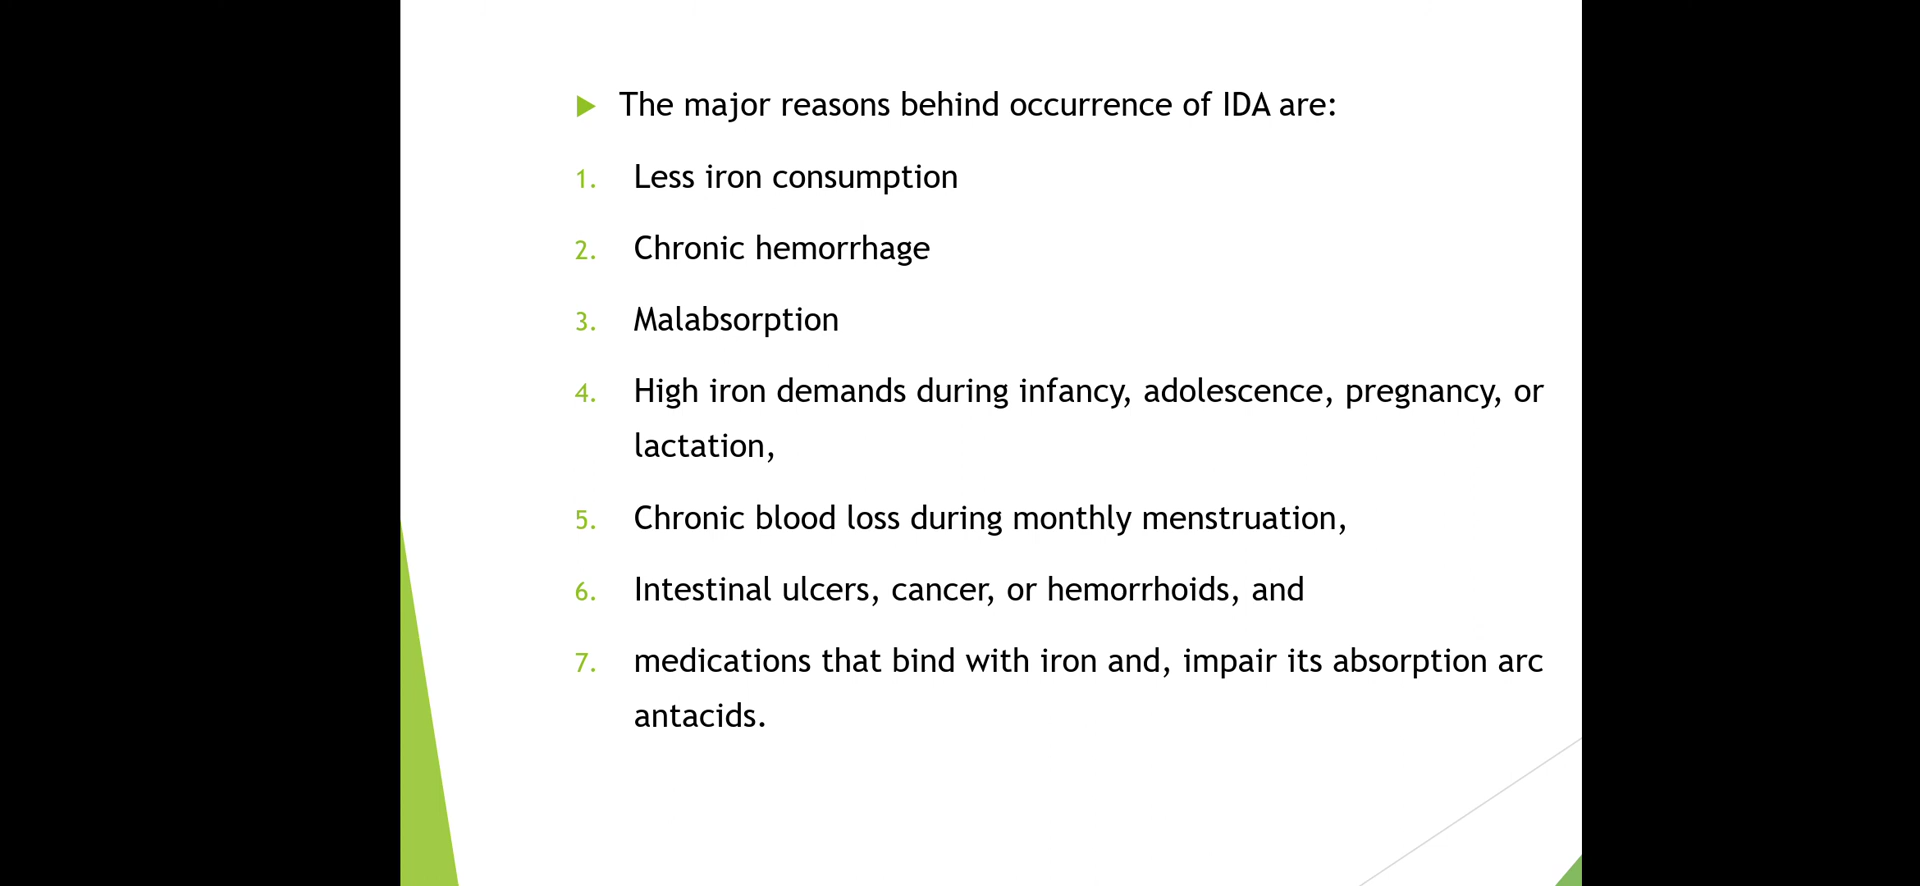 The major reasons behind occurrence of IDA are:
1. Less iron consumption
2. Chronic hemorrhage
3. Malabsorption
4. High iron demands during infancy, adolescence, pregnancy, or
lactation,
5. Chronic blood loss during monthly menstruation,
6. Intestinal ulcers, cancer, or hemorrhoids, and
7. medications that bind with iron and, impair its absorption arc
antacids.